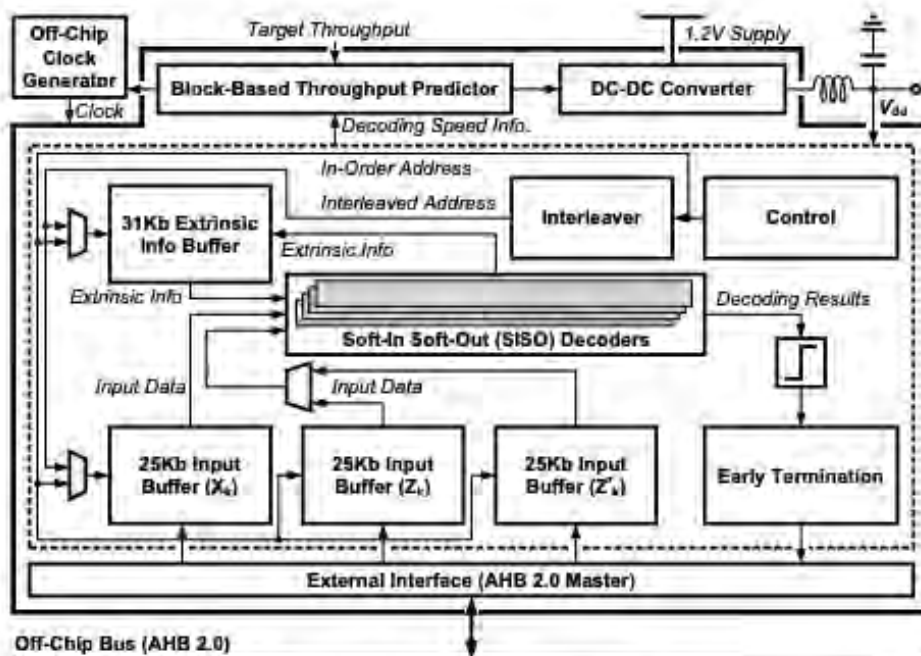 Off-Chip
Clock
Generator
Target Throughput
1.2V Supply
Block-Based Throughput Predictor
DC-DC Converter
Clock
Decoding Speed Info.
Vdd
In-Order Address
Interleaved Address
31Kb Extrinsic
Info Buffer
Interleaver
Control
Extrinsic Info
Extrinsic Info
Decoding Results
Soft-In Soft-Out (SISO) Decoders
Input Data
Input Data
25Kb Input
Buffer (Xk)
25Kb Input
Buffer (Zk)
25Kb Input
Buffer (Z'k)
Early Termination
External Interface (AHB 2.0 Master)
Off-Chip Bus (AHB 2.0)